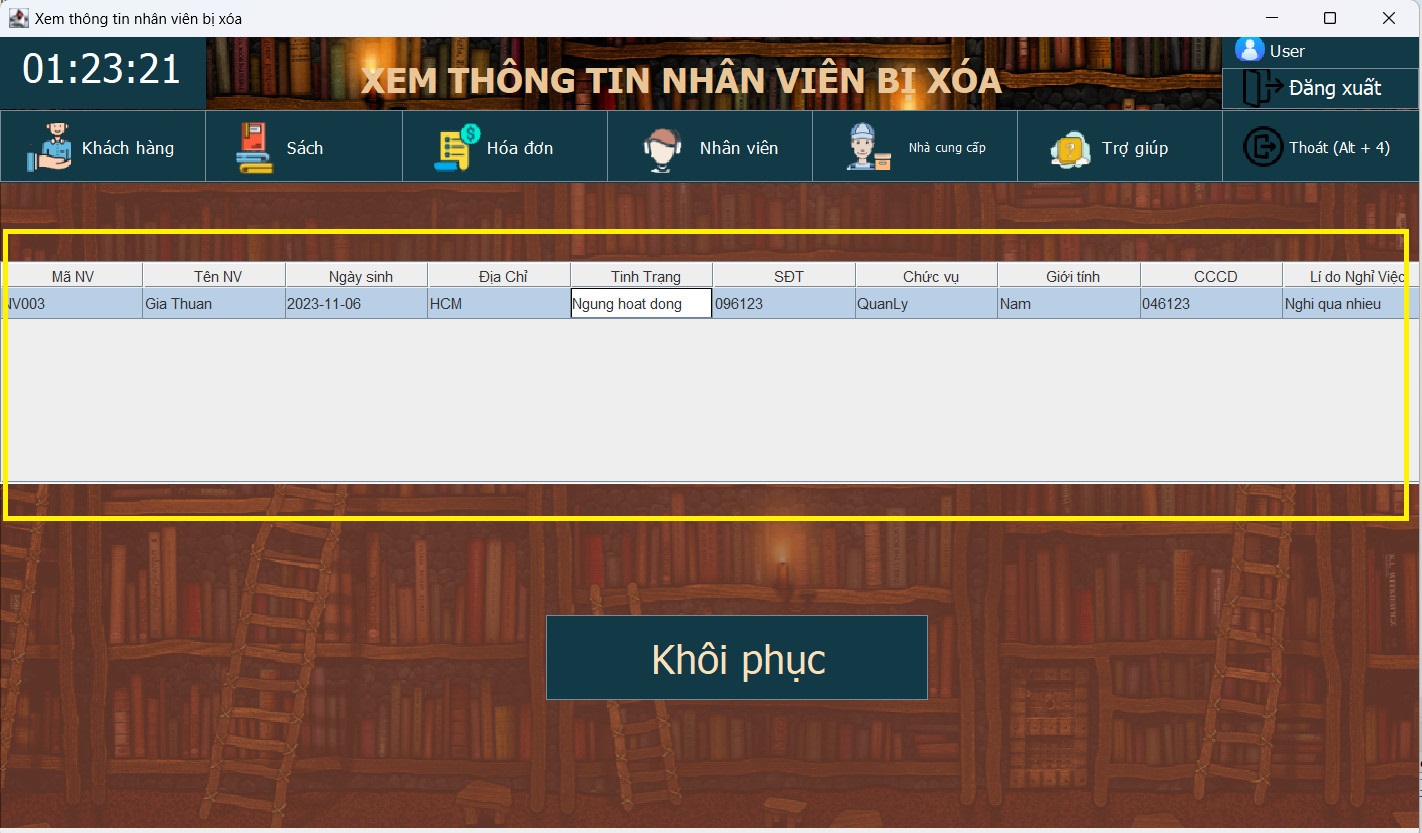 Xem thông tin nhân viên bị xóa
01:23:21
XEM THÔNG TIN NHÂN VIÊN BỊ XÓA
User
Đăng xuất
Khách hàng
Sách
Hóa đơn
Nhân viên
Nhà cung cấp
Trợ giúp
Thoát (Alt + 4)
Mã NV Tên NV Ngày sinh Địa Chỉ Tình Trạng SĐT Chức vụ Giới tính CCCD Lí do Nghỉ Việc
NV003 Gia Thuan 2023-11-06 HCM Ngung hoat dong 096123 QuanLy Nam 046123 Nghi qua nhieu
Khôi phục